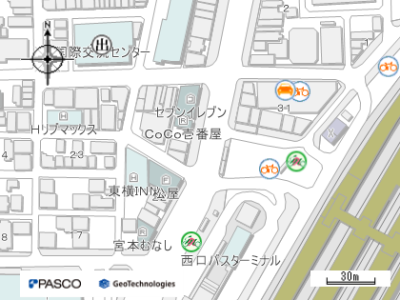 N
国際交流センター
セブンイレブン
31
Hリブマックス
CoCo壱番屋
4
23
東横INN
松屋
8
7
宮本むなし
西口バスターミナル
PASCO
GeoTechnologies
30m